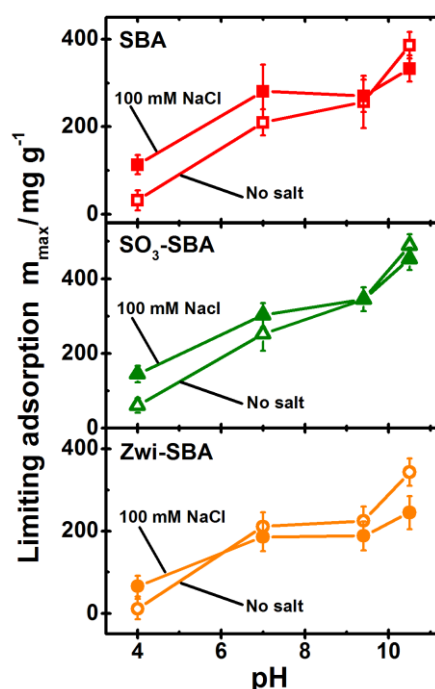 SBA
400
100 mM NaCl
200
No salt
0
SO₃-SBA
400
100 mM Nacl
200
No salt
0
Zwi-SBA
400
100 mM NaCl
200
No salt
0
4 6 8 10
pH
Limiting adsorption m_max/ mg g⁻¹